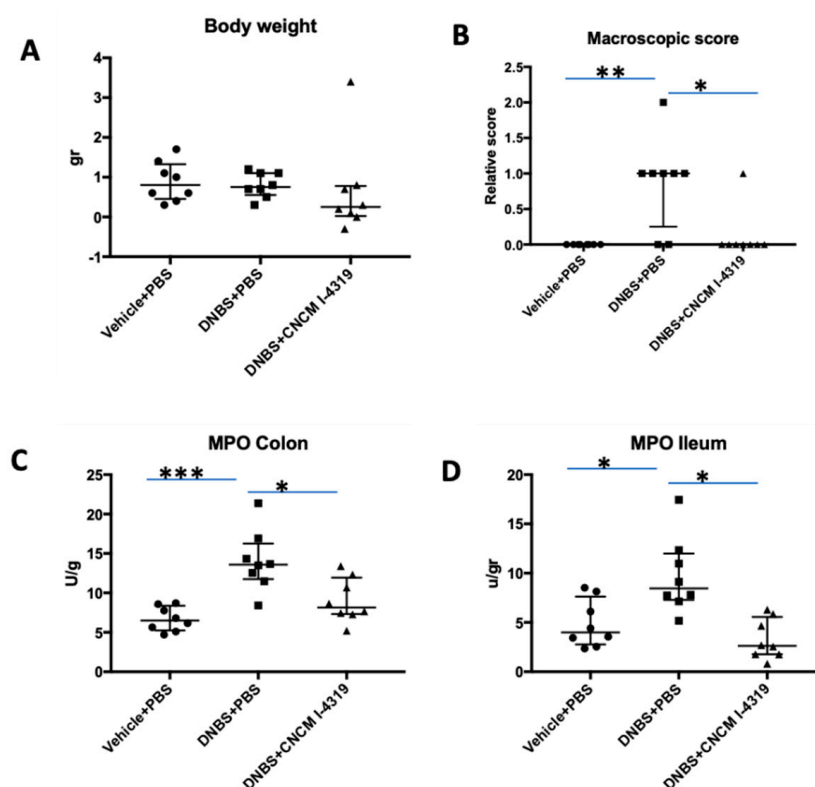 A
Body weight
gr
4
3
2
1
0
-1
Vehicle+PBS
DNBS+PBS
DNBS+CNCM I-4319
B
Macroscopic score
Relative score
2.5
2.0
1.5
1.0
0.5
0.0
**
*
Vehicle+PBS
DNBS+PBS
DNBS+CNCM I-4319
C
MPO Colon
U/g
25
20
15
10
5
0
***
*
Vehicle+PBS
DNBS+PBS
DNBS+CNCM I-4319
D
MPO Ileum
u/gr
20
15
10
5
0
*
*
Vehicle+PBS
DNBS+PBS
DNBS+CNCM I-4319